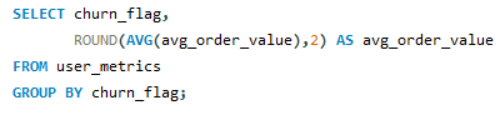 SELECT churn_flag,
       ROUND(AVG(avg_order_value),2) AS avg_order_value
FROM user_metrics
GROUP BY churn_flag;